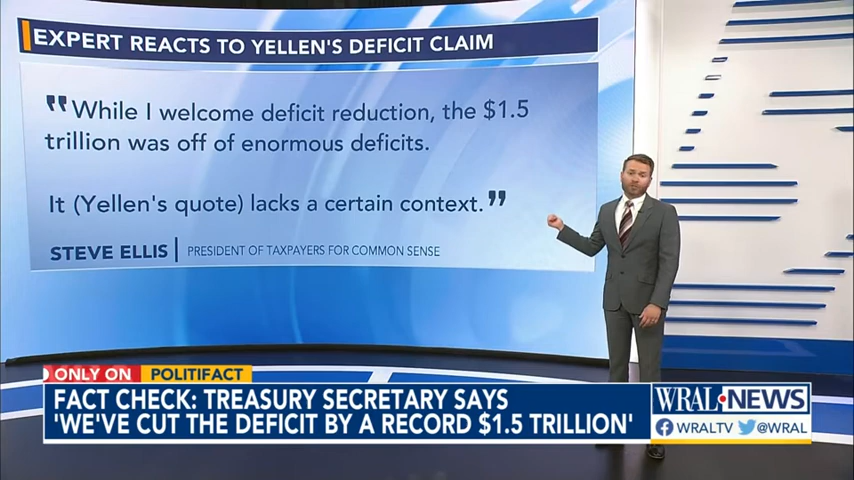 EXPERT REACTS TO YELLEN'S DEFICIT CLAIM
"While I welcome deficit reduction, the $1.5
trillion was off of enormous deficits.
It (Yellen's quote) lacks a certain context."
STEVE ELLIS | PRESIDENT OF TAXPAYERS FOR COMMON SENSE
ONLY ON POLITIFACT
FACT CHECK: TREASURY SECRETARY SAYS
'WE'VE CUT THE DEFICIT BY A RECORD $1.5 TRILLION'
WRAL NEWS
WRALTV @WRAL